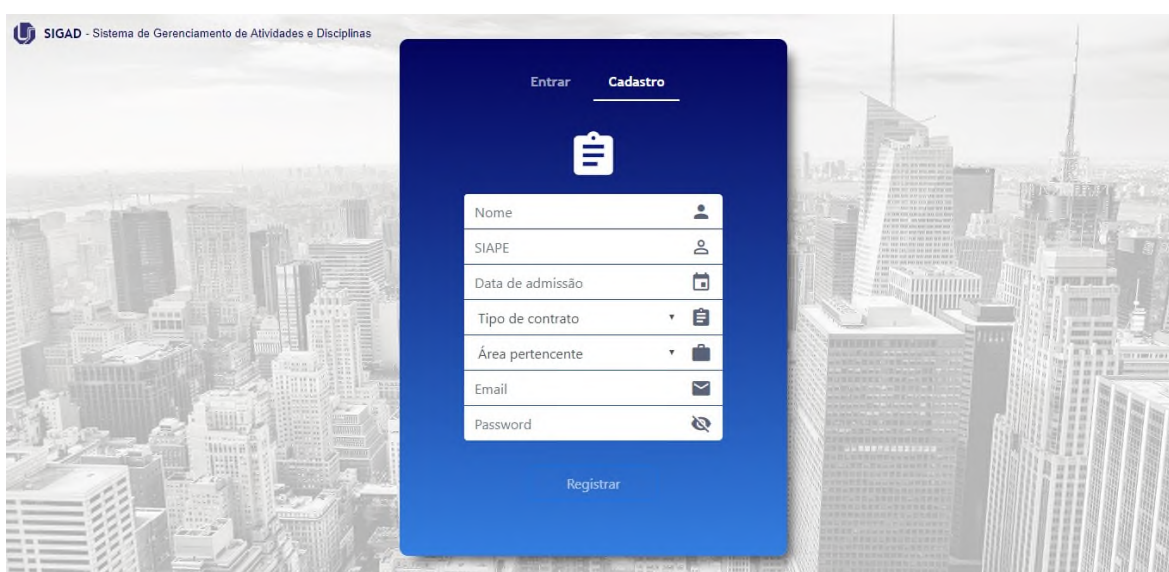 SIGAD - Sistema de Gerenciamento de Atividades e Disciplinas
Entrar Cadastro
Nome
SIAPE
Data de admissão
Tipo de contrato
Área pertencente
Email
Password
Registrar